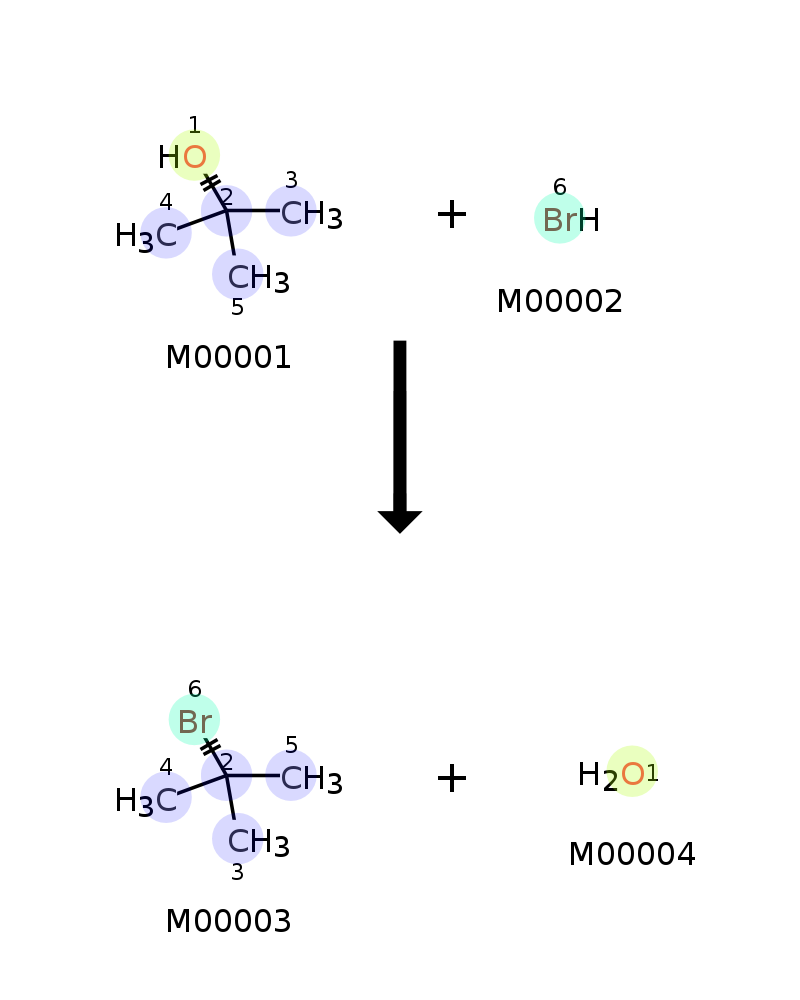 1
HO
4
2
3
H3C
CH3
CH3
5
M00001
+
6
BrH
M00002
6
Br
4
2
5
H3C
CH3
CH3
3
M00003
+
H2O
1
M00004